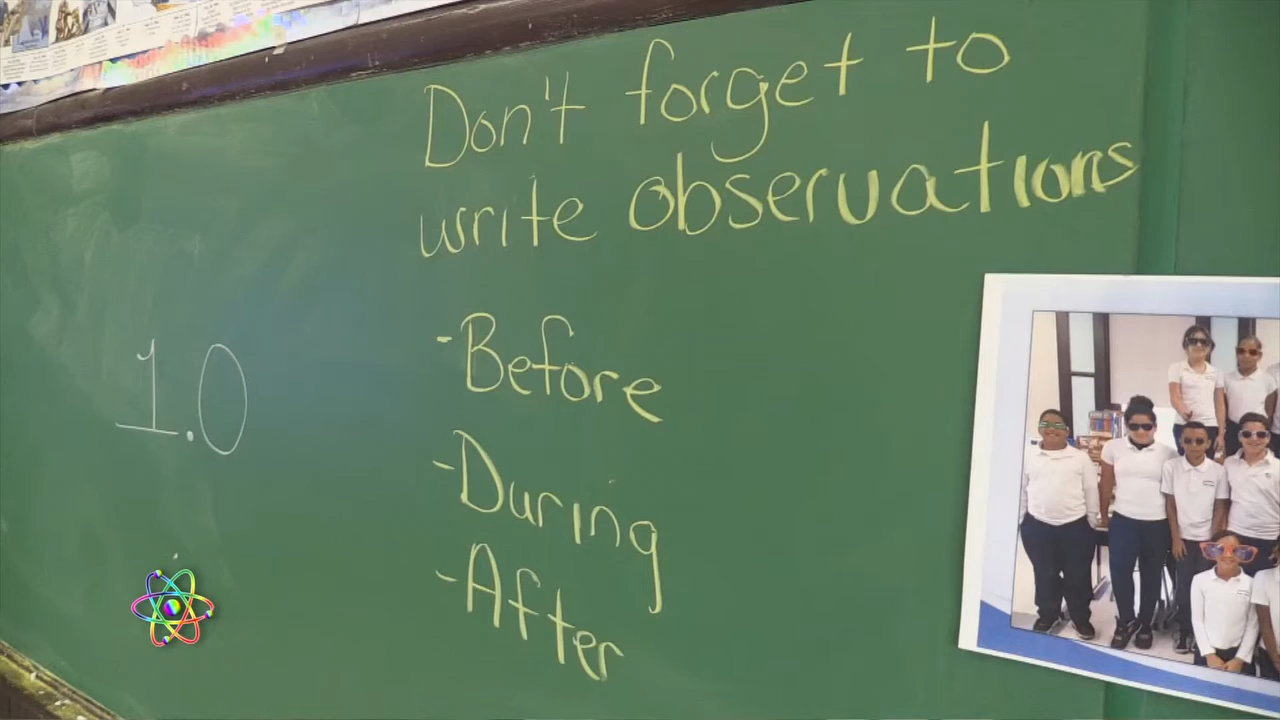 Don't forget to
write observations
1.0
-Before
-During
-After